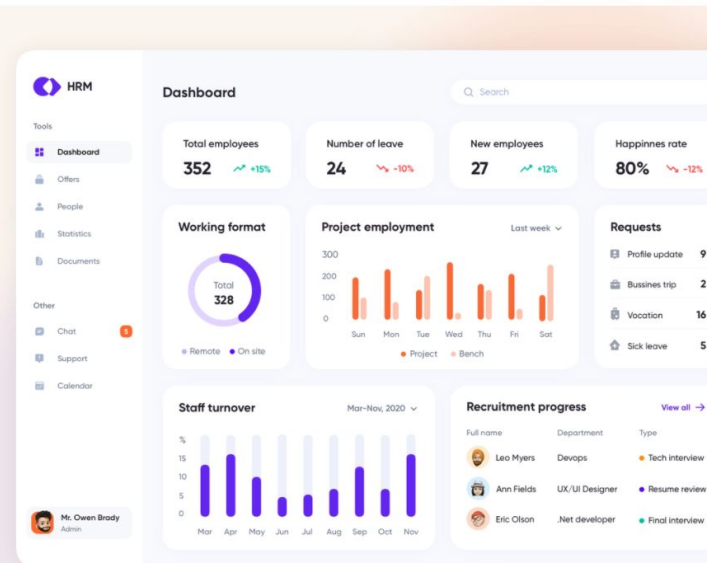 HRM
Tools
Dashboard
Offers
People
Statistics
Documents
Other
Chat 5
Support
Calendar
Mr. Owen Brady
Admin
Dashboard
Search
Total employees
352 +15%
Number of leave
24 -10%
New employees
27 +12%
Happinnes rate
80% -12%
Working format
Total
328
Remote On site
Project employment
Last week
300
200
100
0
Sun Mon Tue Wed Thu Fri Sat
Project Bench
Requests
Profile update 9
Bussines trip 2
Vocation 16
Sick leave 5
Staff turnover
Mar-Nov, 2020
%
15
10
5
0
Mar Apr May Jun Jul Aug Sep Oct Nov
Recruitment progress
View all
Full name Department Type
Leo Myers Devops Tech interview
Ann Fields UX/UI Designer Resume review
Eric Olson .Net developer Final interview